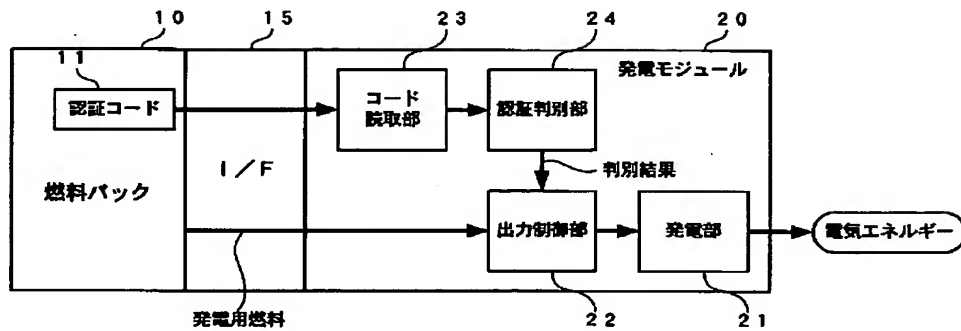 10
15
23
24
20
11
発電モジュール
認証コード
コード
読取部
認証判別部
燃料パック
I/F
判別結果
出力制御部
発電部
電気エネルギー
発電用燃料
22
21